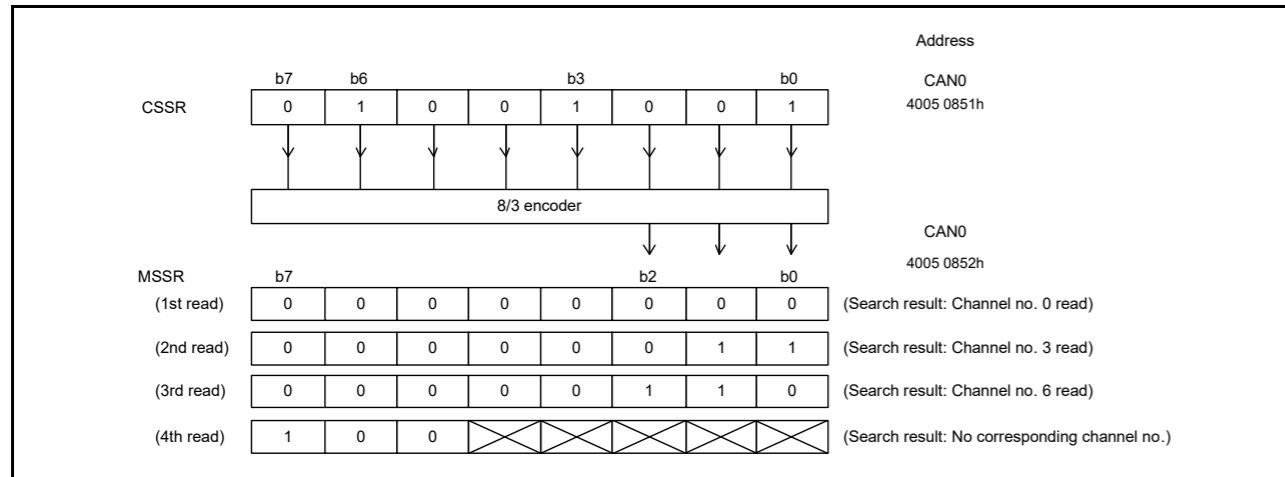 Address
b7 b6 b3 b0 CAN0
CSSR 0 1 0 0 1 0 0 1 4005 0851h
8/3 encoder
CAN0
4005 0852h
MSSR b7 b2 b0
(1st read) 0 0 0 0 0 0 0 0 (Search result: Channel no. 0 read)
(2nd read) 0 0 0 0 0 0 1 1 (Search result: Channel no. 3 read)
(3rd read) 0 0 0 0 0 1 1 0 (Search result: Channel no. 6 read)
(4th read) 1 0 0 (Search result: No corresponding channel no.)